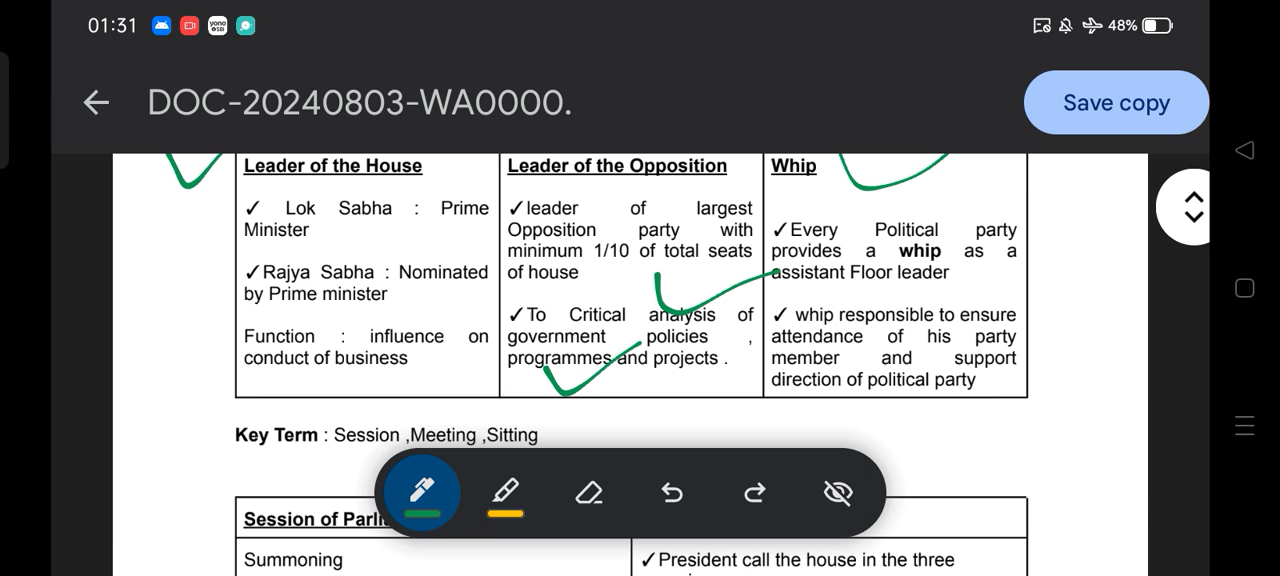 01:31
yono
SBI
48%
DOC-20240803-WA0000.
Save copy
Leader of the House
✓ Lok Sabha : Prime
Minister
✓Rajya Sabha : Nominated
by Prime minister
Function : influence on
conduct of business
Leader of the Opposition
✓leader of largest
Opposition party with
minimum 1/10 of total seats
of house
✓To Critical analysis of
government policies ,
programmes and projects .
Whip
✓Every Political party
provides a whip as a
assistant Floor leader
✓ whip responsible to ensure
attendance of his party
member and support
direction of political party
Key Term : Session ,Meeting ,Sitting
Session of
Summoning
✓President call the house in the three